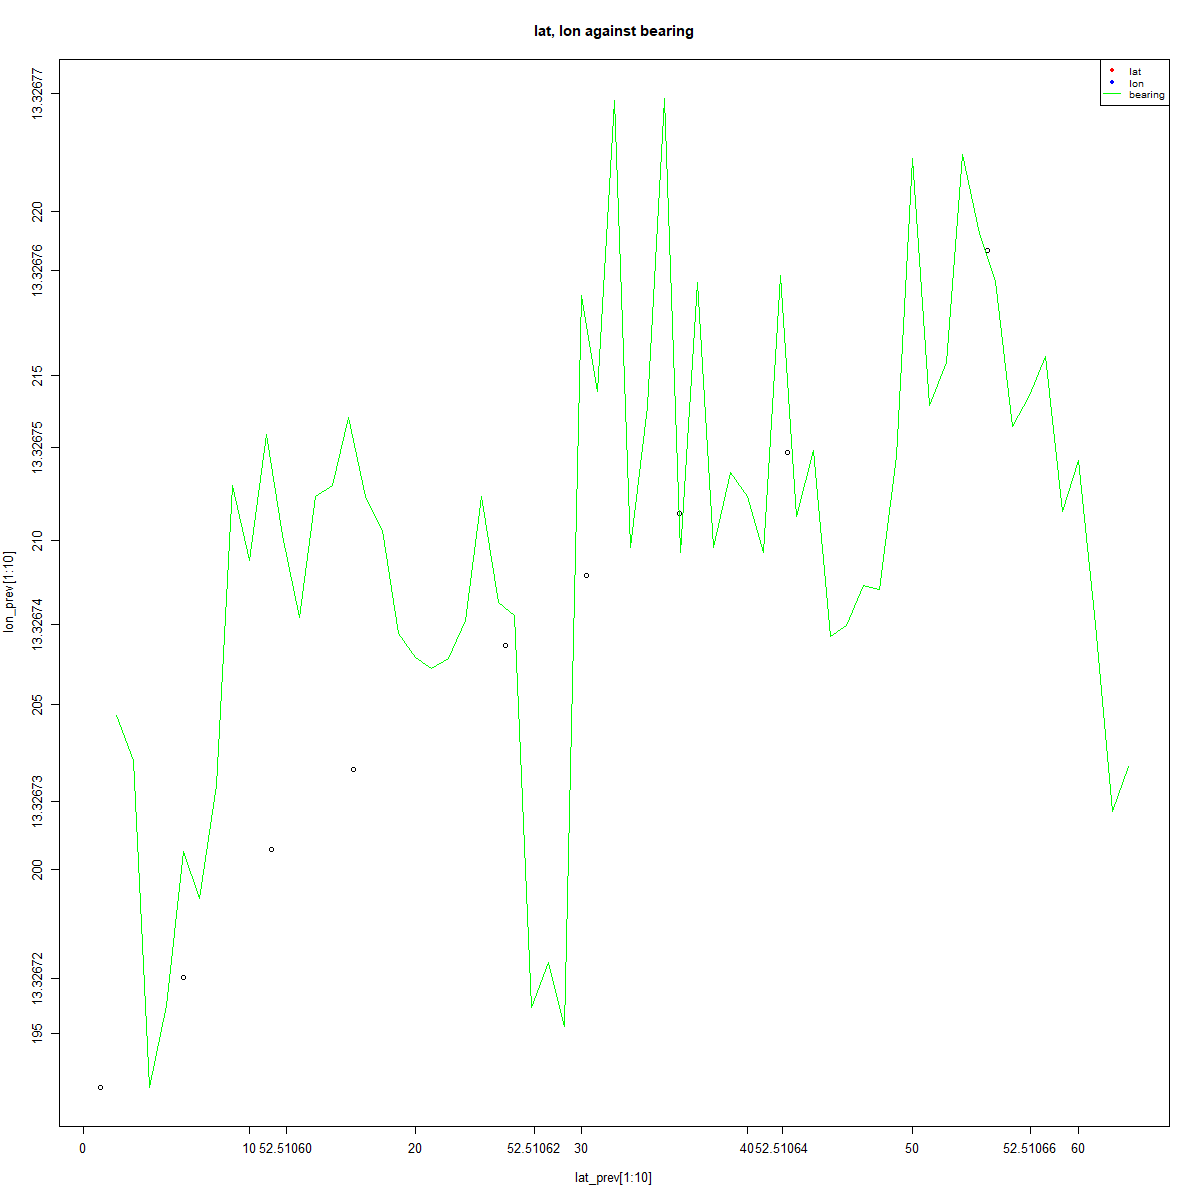 lat, lon against bearing
lat
lon
bearing
13.32677
220
13.32676
215
13.32675
210
13.32674
205
13.32673
200
13.32672
195
lon_prev[1:10]
0 10 52.51060 20 52.51062 30 40 52.51064 50 52.51066 60
lat_prev[1:10]